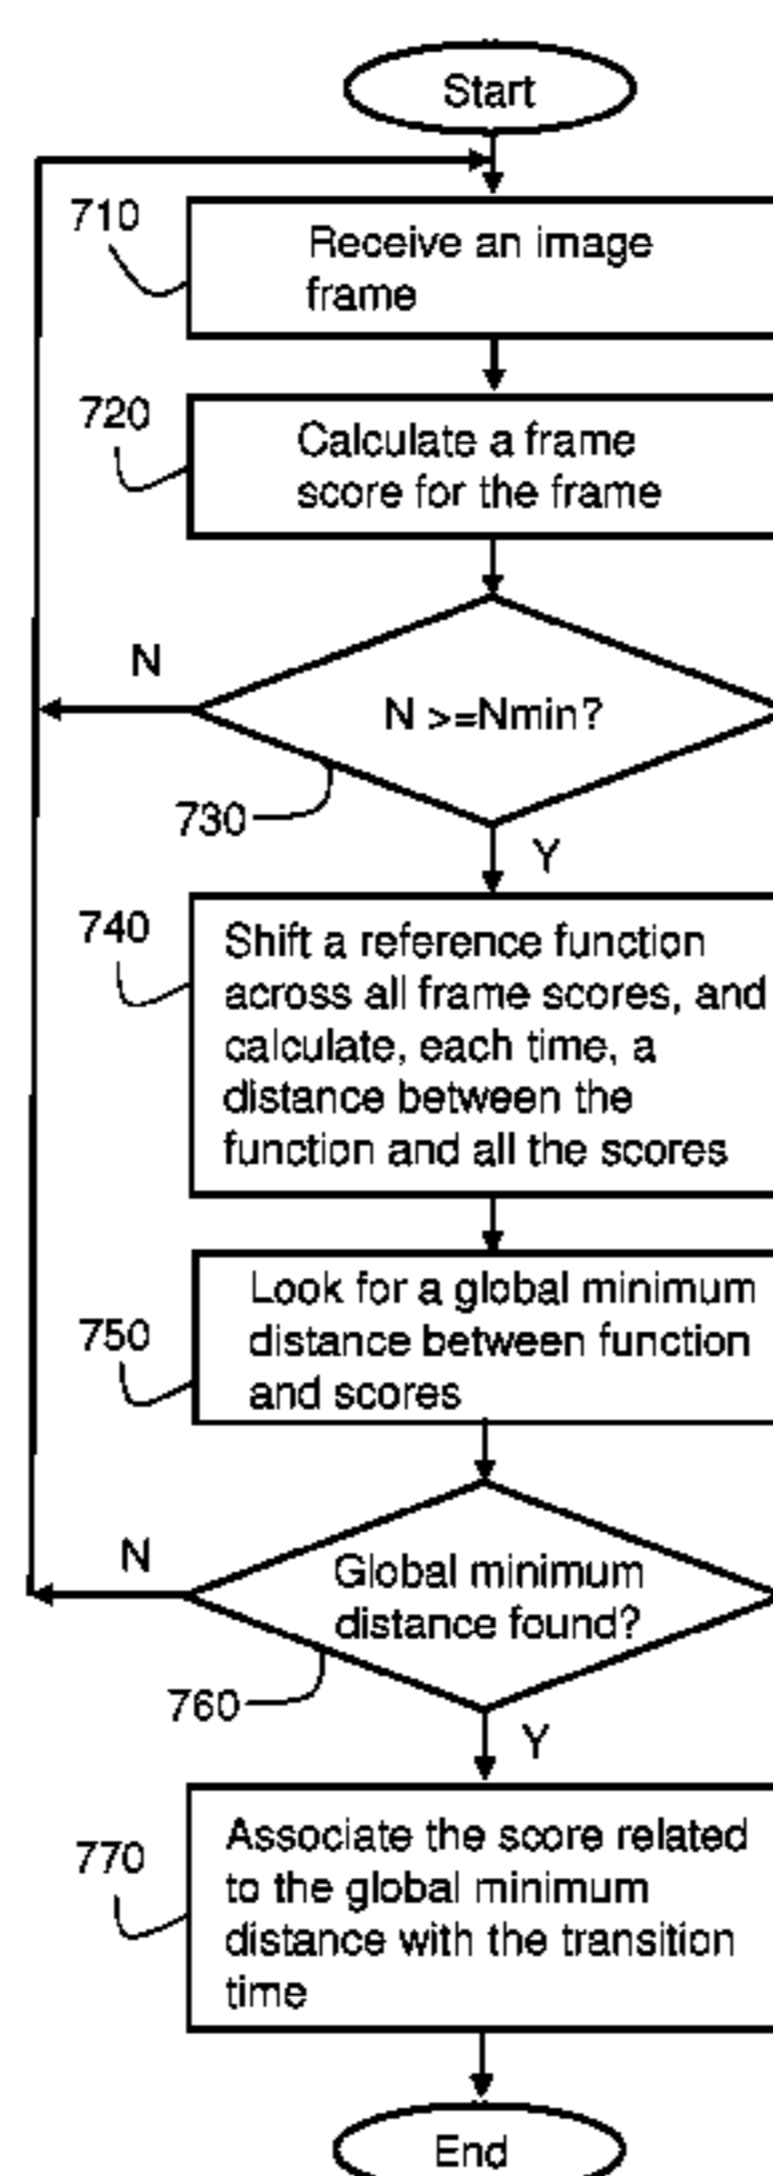 Start
710
Receive an image
frame
720
Calculate a frame
score for the frame
N
N >=Nmin?
730
Y
740
Shift a reference function
across all frame scores, and
calculate, each time, a
distance between the
function and all the scores
750
Look for a global minimum
distance between function
and scores
N
Global minimum
distance found?
760
Y
770
Associate the score related
to the global minimum
distance with the transition
time
End